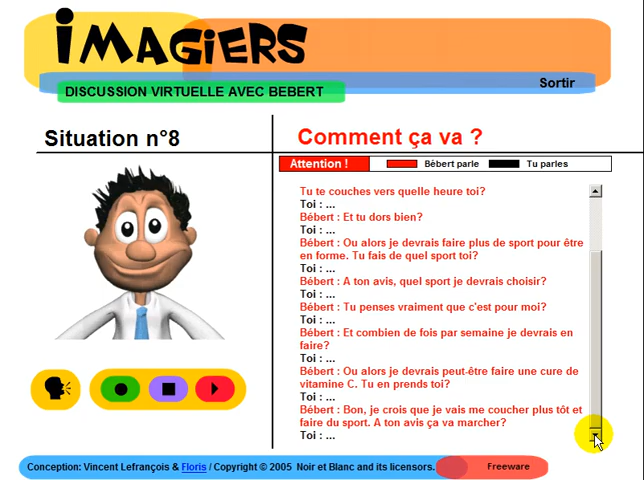 IMAGIERS
Sortir
DISCUSSION VIRTUELLE AVEC BEBERT
Situation n°8
Comment ça va ?
Attention !
Bébert parle
Tu parles
Tu te couches vers quelle heure toi?
Toi : ...
Bébert : Et tu dors bien?
Toi : ...
Bébert : Ou alors je devrais faire plus de sport pour être
en forme. Tu fais de quel sport toi?
Toi : ...
Bébert : A ton avis, quel sport je devrais choisir?
Toi : ...
Bébert : Tu penses vraiment que c'est pour moi?
Toi : ...
Bébert : Et combien de fois par semaine je devrais en
faire?
Toi : ...
Bébert : Ou alors je devrais peut-être faire une cure de
vitamine C. Tu en prends toi?
Toi : ...
Bébert : Bon, je crois que je vais me coucher plus tôt et
faire du sport. A ton avis ça va marcher?
Toi : ...
Conception: Vincent Lefrançois & Floris / Copyright © 2005 Noir et Blanc and its licensors.
Freeware